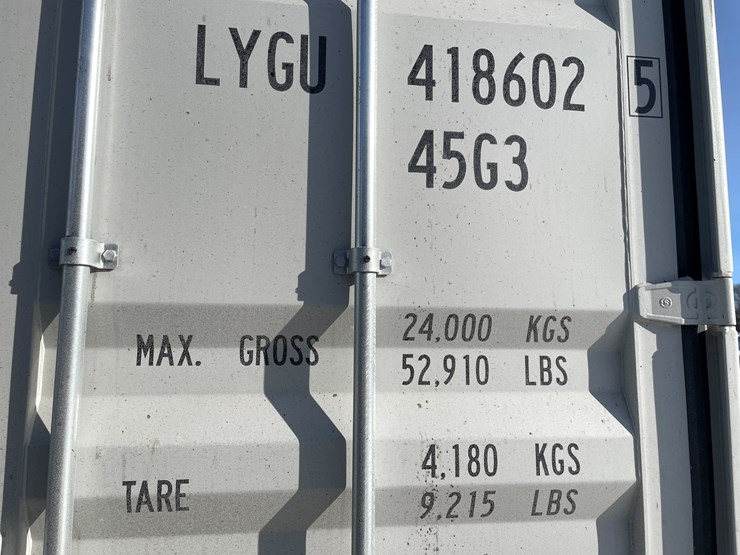 LYGU 418602 5
45G3
MAX. GROSS 24,000 KGS
52,910 LBS
TARE 4,180 KGS
9,215 LBS